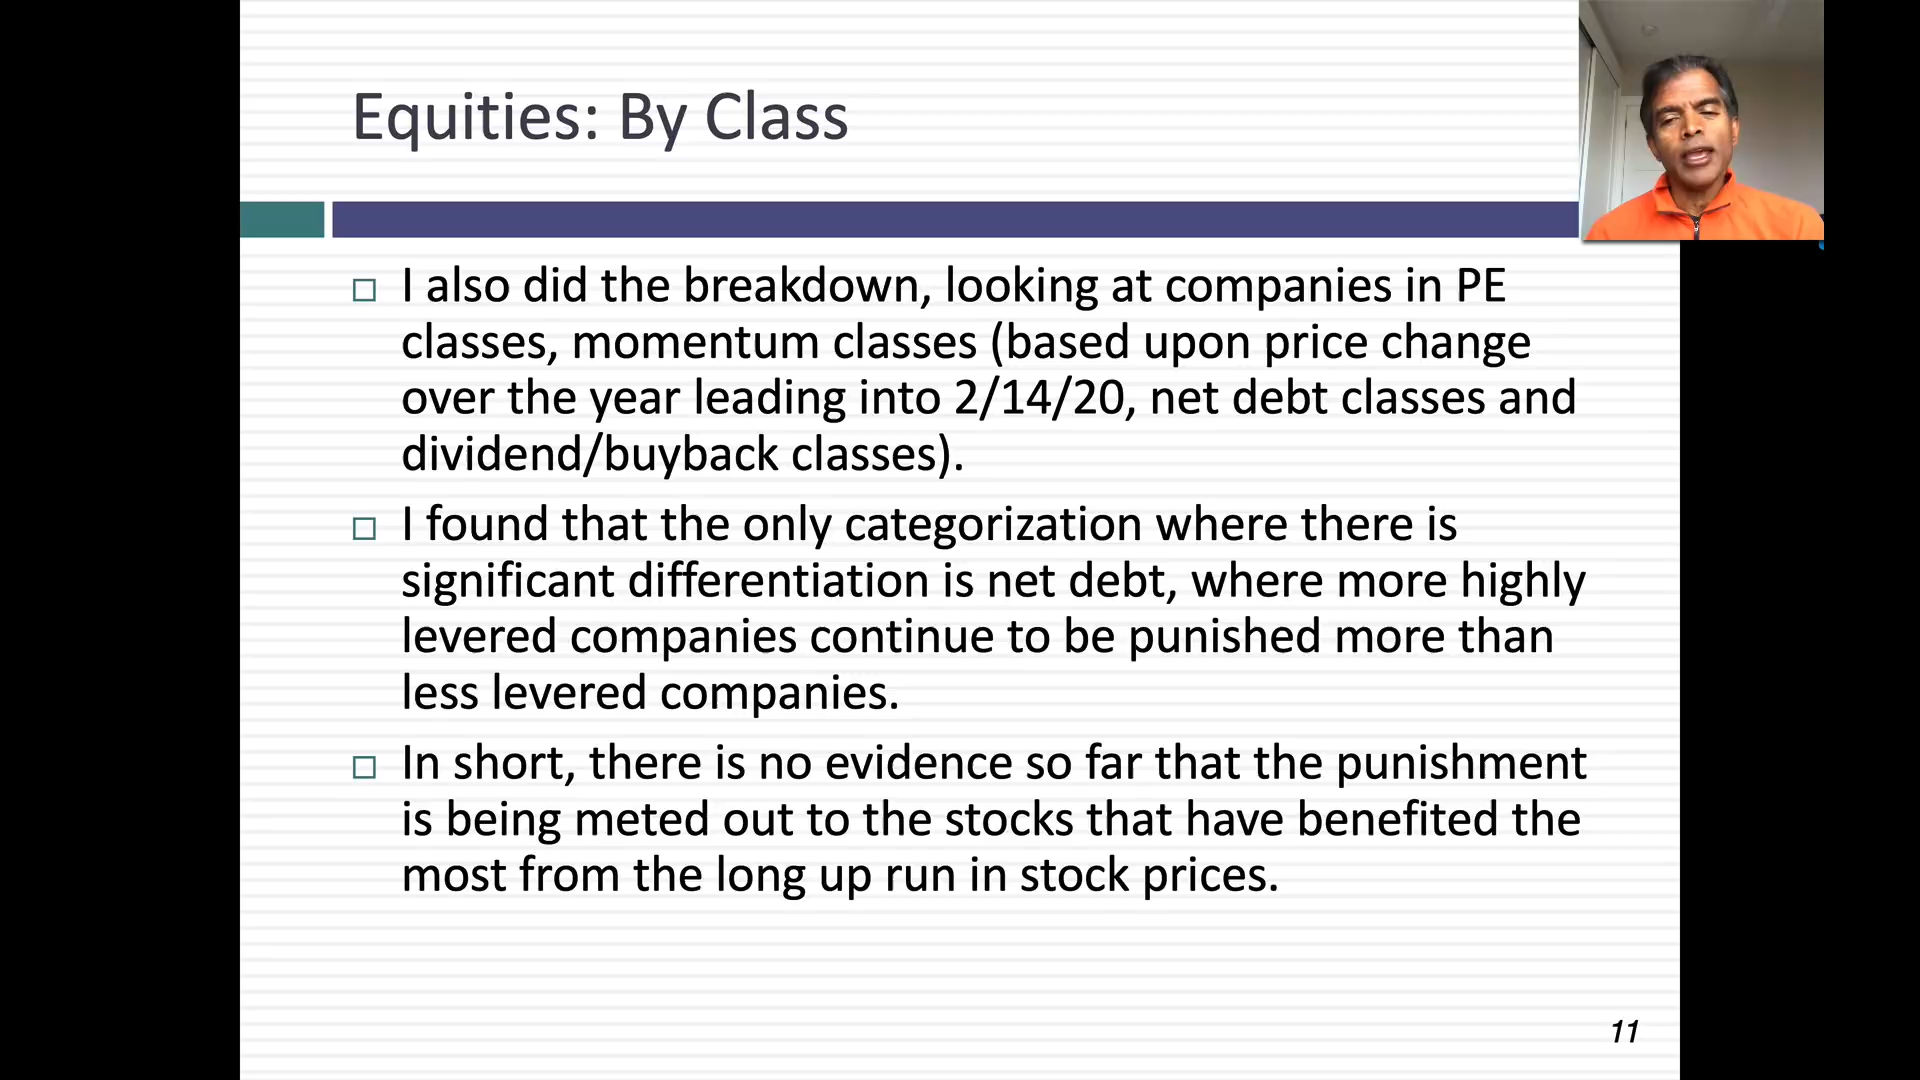 Equities: By Class
I also did the breakdown, looking at companies in PE
classes, momentum classes (based upon price change
over the year leading into 2/14/20, net debt classes and
dividend/buyback classes).
I found that the only categorization where there is
significant differentiation is net debt, where more highly
levered companies continue to be punished more than
less levered companies.
In short, there is no evidence so far that the punishment
is being meted out to the stocks that have benefited the
most from the long up run in stock prices.
11